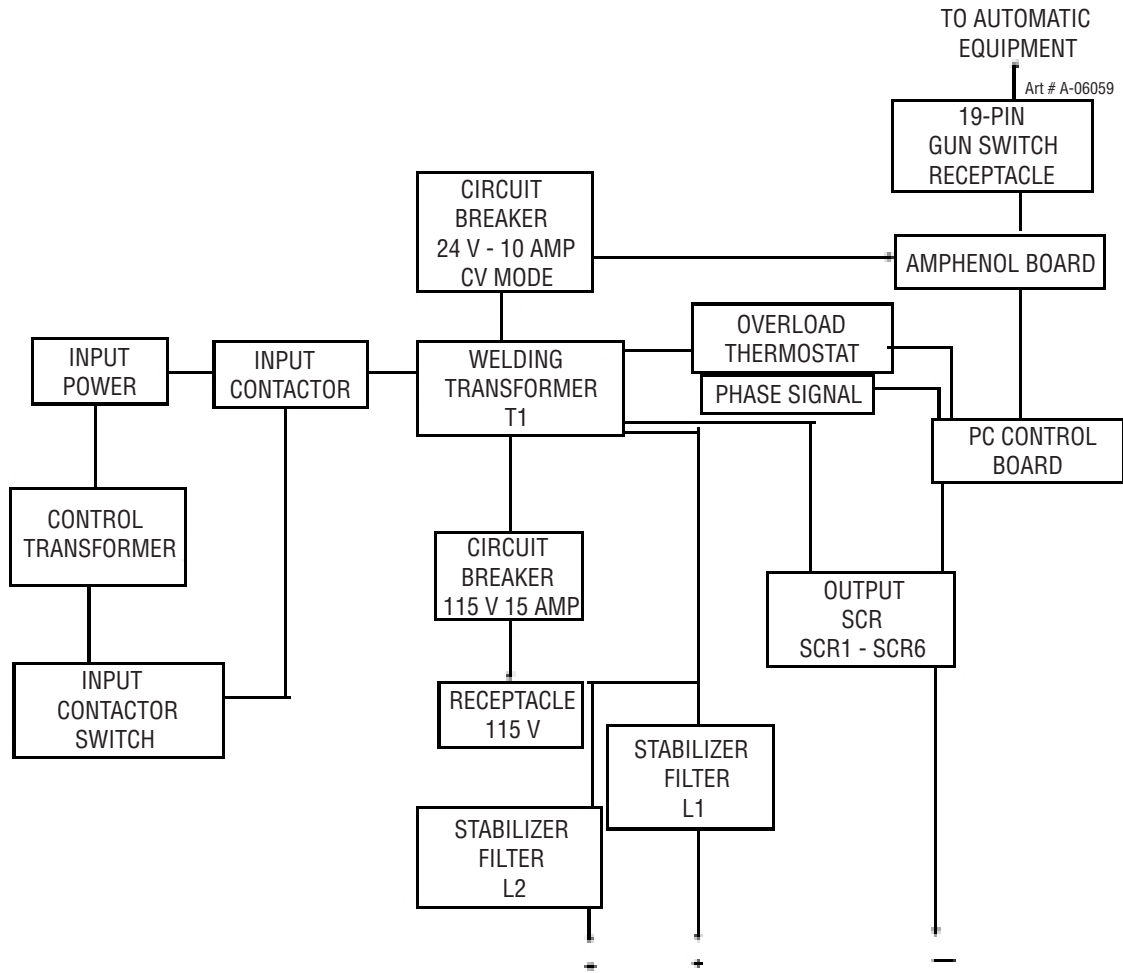 TO AUTOMATIC
EQUIPMENT
Art # A-06059
19-PIN
GUN SWITCH
RECEPTACLE
CIRCUIT
BREAKER
24 V - 10 AMP
CV MODE
AMPHENOL BOARD
OVERLOAD
THERMOSTAT
INPUT
POWER
INPUT
CONTACTOR
WELDING
TRANSFORMER
T1
PHASE SIGNAL
PC CONTROL
BOARD
CONTROL
TRANSFORMER
CIRCUIT
BREAKER
115 V 15 AMP
OUTPUT
SCR
SCR1 - SCR6
INPUT
CONTACTOR
SWITCH
RECEPTACLE
115 V
STABILIZER
FILTER
L1
STABILIZER
FILTER
L2
+
+
—